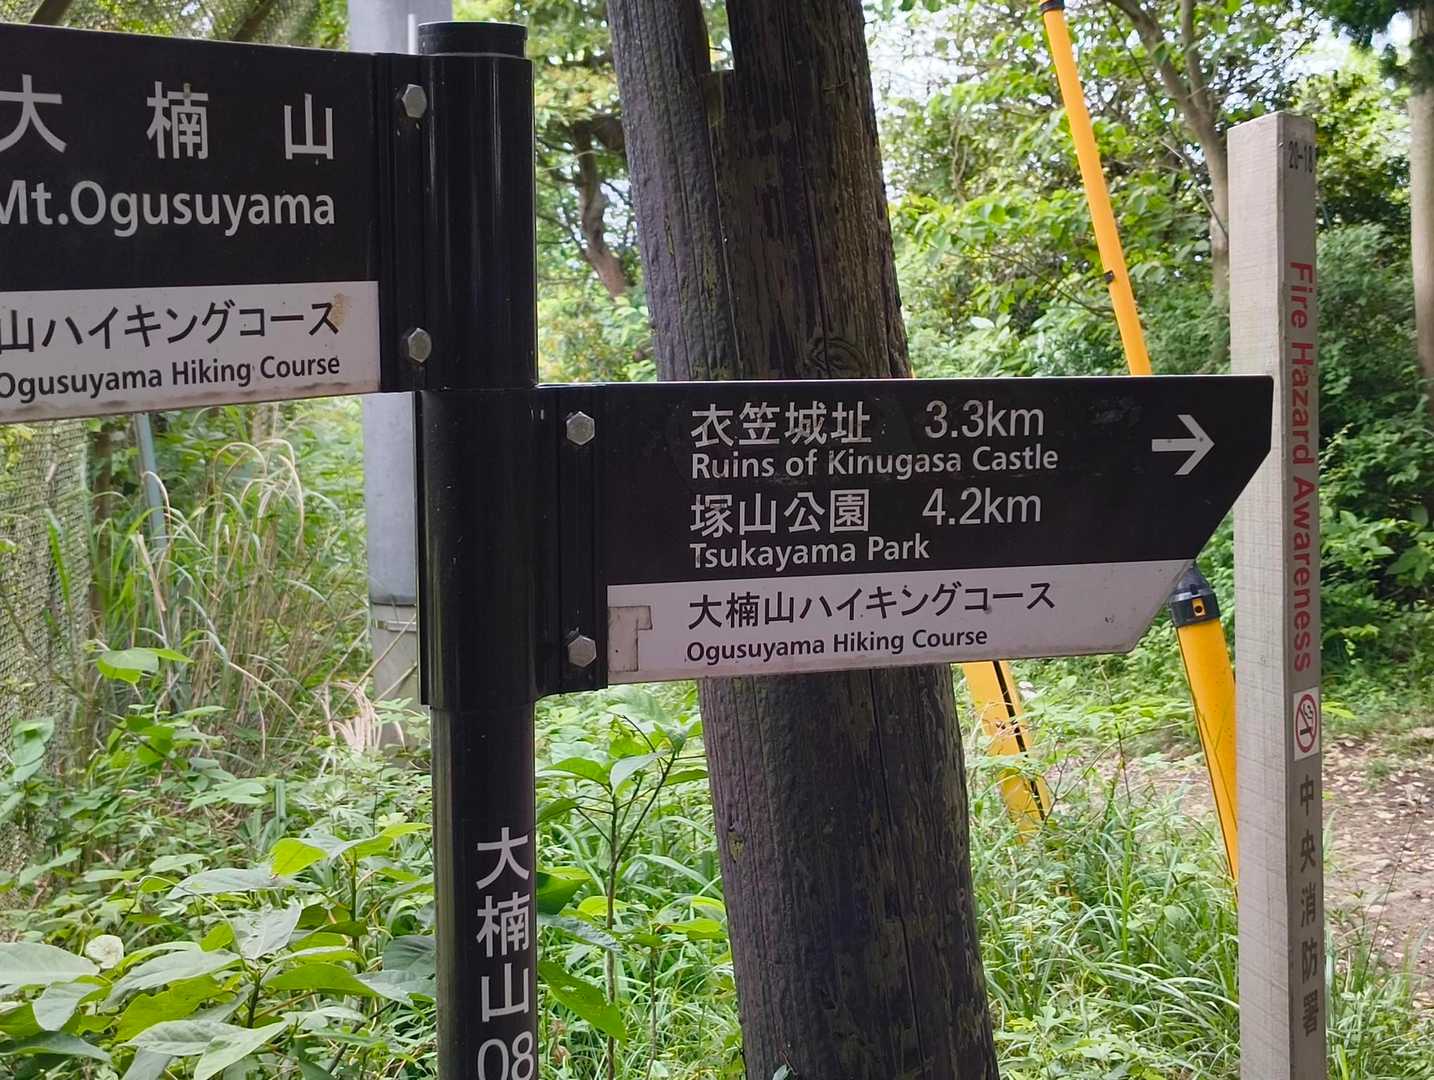 大楠山
Mt.Ogusuyama
山ハイキングコース
Ogusuyama Hiking Course
衣笠城址 3.3km →
Ruins of Kinugasa Castle
塚山公園 4.2km
Tsukayama Park
大楠山ハイキングコース
Ogusuyama Hiking Course
大楠山 08
20-18
Fire Hazard Awareness
中央消防署